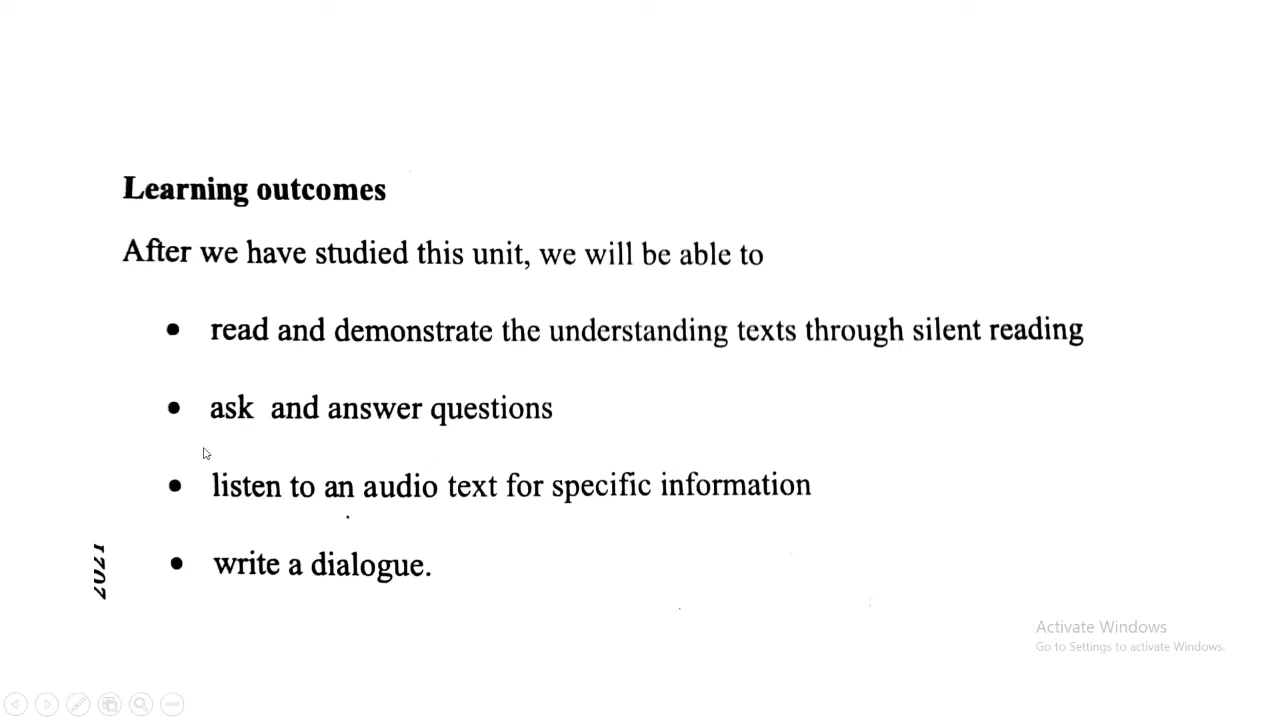 Learning outcomes
After we have studied this unit, we will be able to
• read and demonstrate the understanding texts through silent reading
• ask and answer questions
• listen to an audio text for specific information
• write a dialogue.
Activate Windows
Go to Settings to activate Windows.